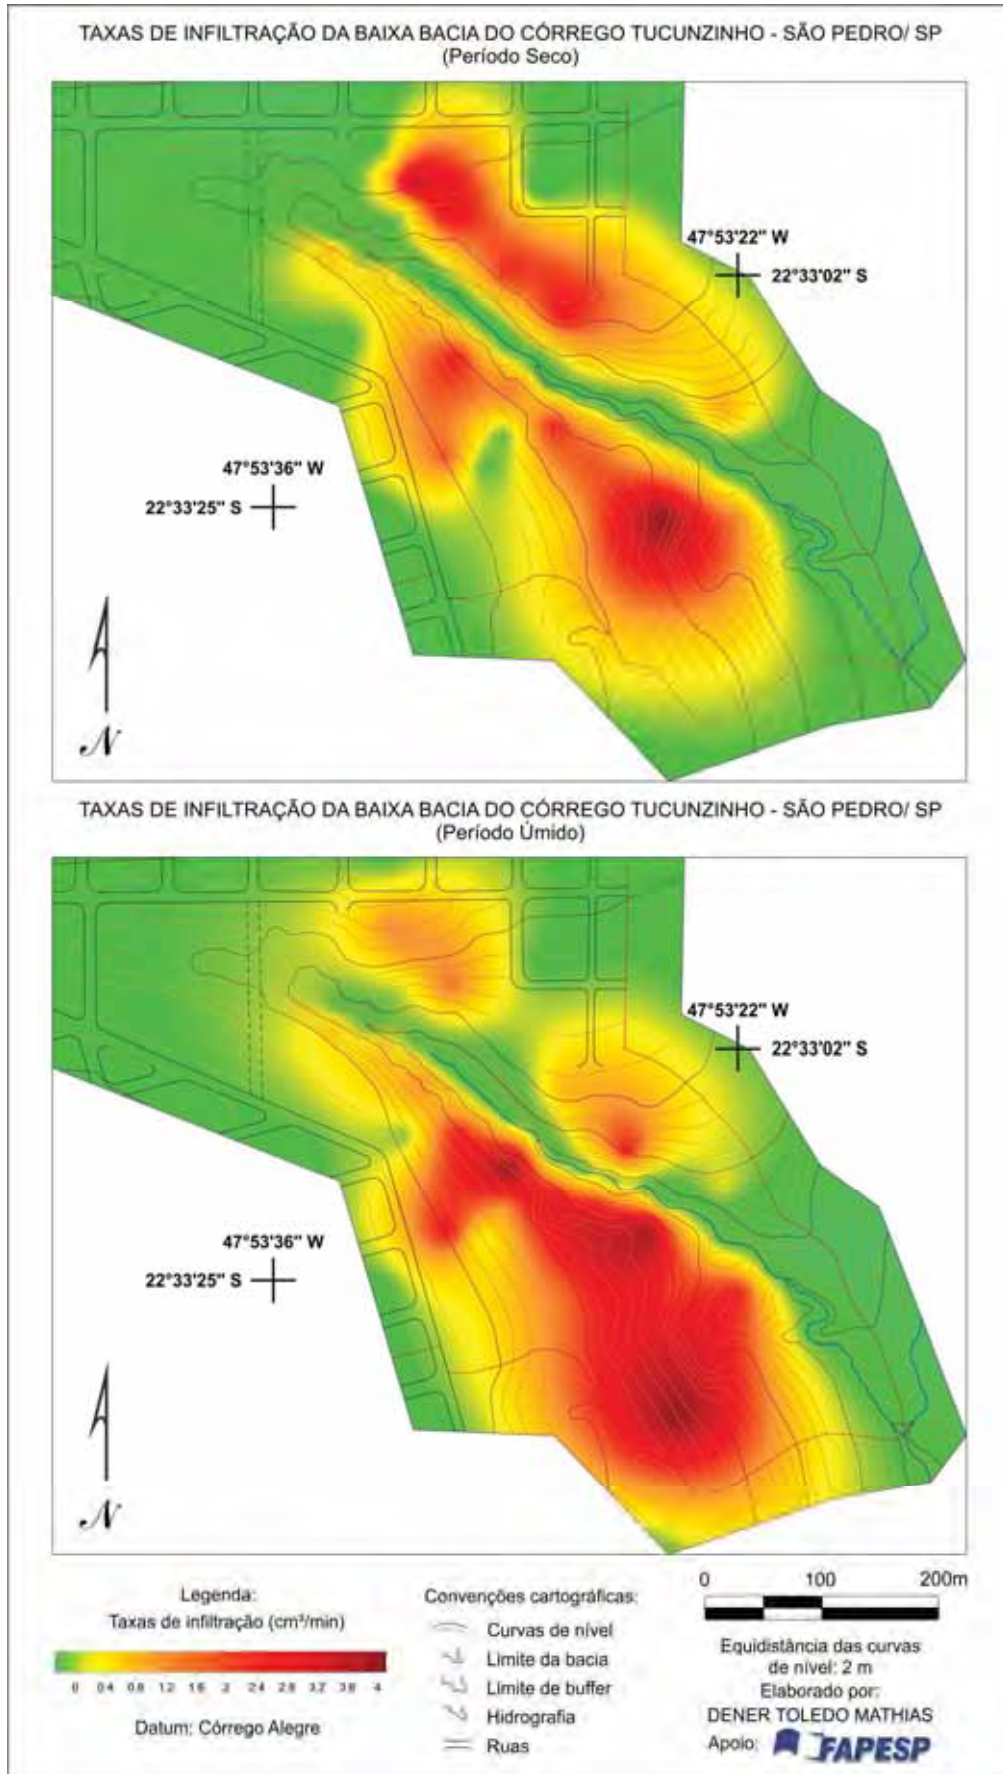 TAXAS DE INFILTRAÇÃO DA BAIXA BACIA DO CÓRREGO TUCUNZINHO - SÃO PEDRO/ SP
(Período Seco)
47°53'22" W
22°33'02" S
47°53'36" W
22°33'25" S
N
TAXAS DE INFILTRAÇÃO DA BAIXA BACIA DO CÓRREGO TUCUNZINHO - SÃO PEDRO/ SP
(Período Úmido)
47°53'22" W
22°33'02" S
47°53'36" W
22°33'25" S
N
Legenda:
Taxas de infiltração (cm³/min)
0 0.4 0.8 1.2 1.6 2 2.4 2.8 3.2 3.6 4
Datum: Córrego Alegre
Convenções cartográficas:
Curvas de nível
Limite da bacia
Limite de buffer
Hidrografia
Ruas
0 100 200m
Equidistância das curvas
de nível: 2 m
Elaborado por:
DENER TOLEDO MATHIAS
Apoio: FAPESP